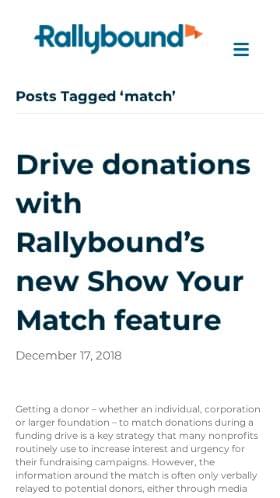 Rallybound
Posts Tagged ‘match’
Drive donations
with
Rallybound’s
new Show Your
Match feature
December 17, 2018
Getting a donor – whether an individual, corporation
or larger foundation – to match donations during a
funding drive is a key strategy that many nonprofits
routinely use to increase interest and urgency for
their fundraising campaigns. However, the
information around the match is often only verbally
relayed to potential donors, either through media